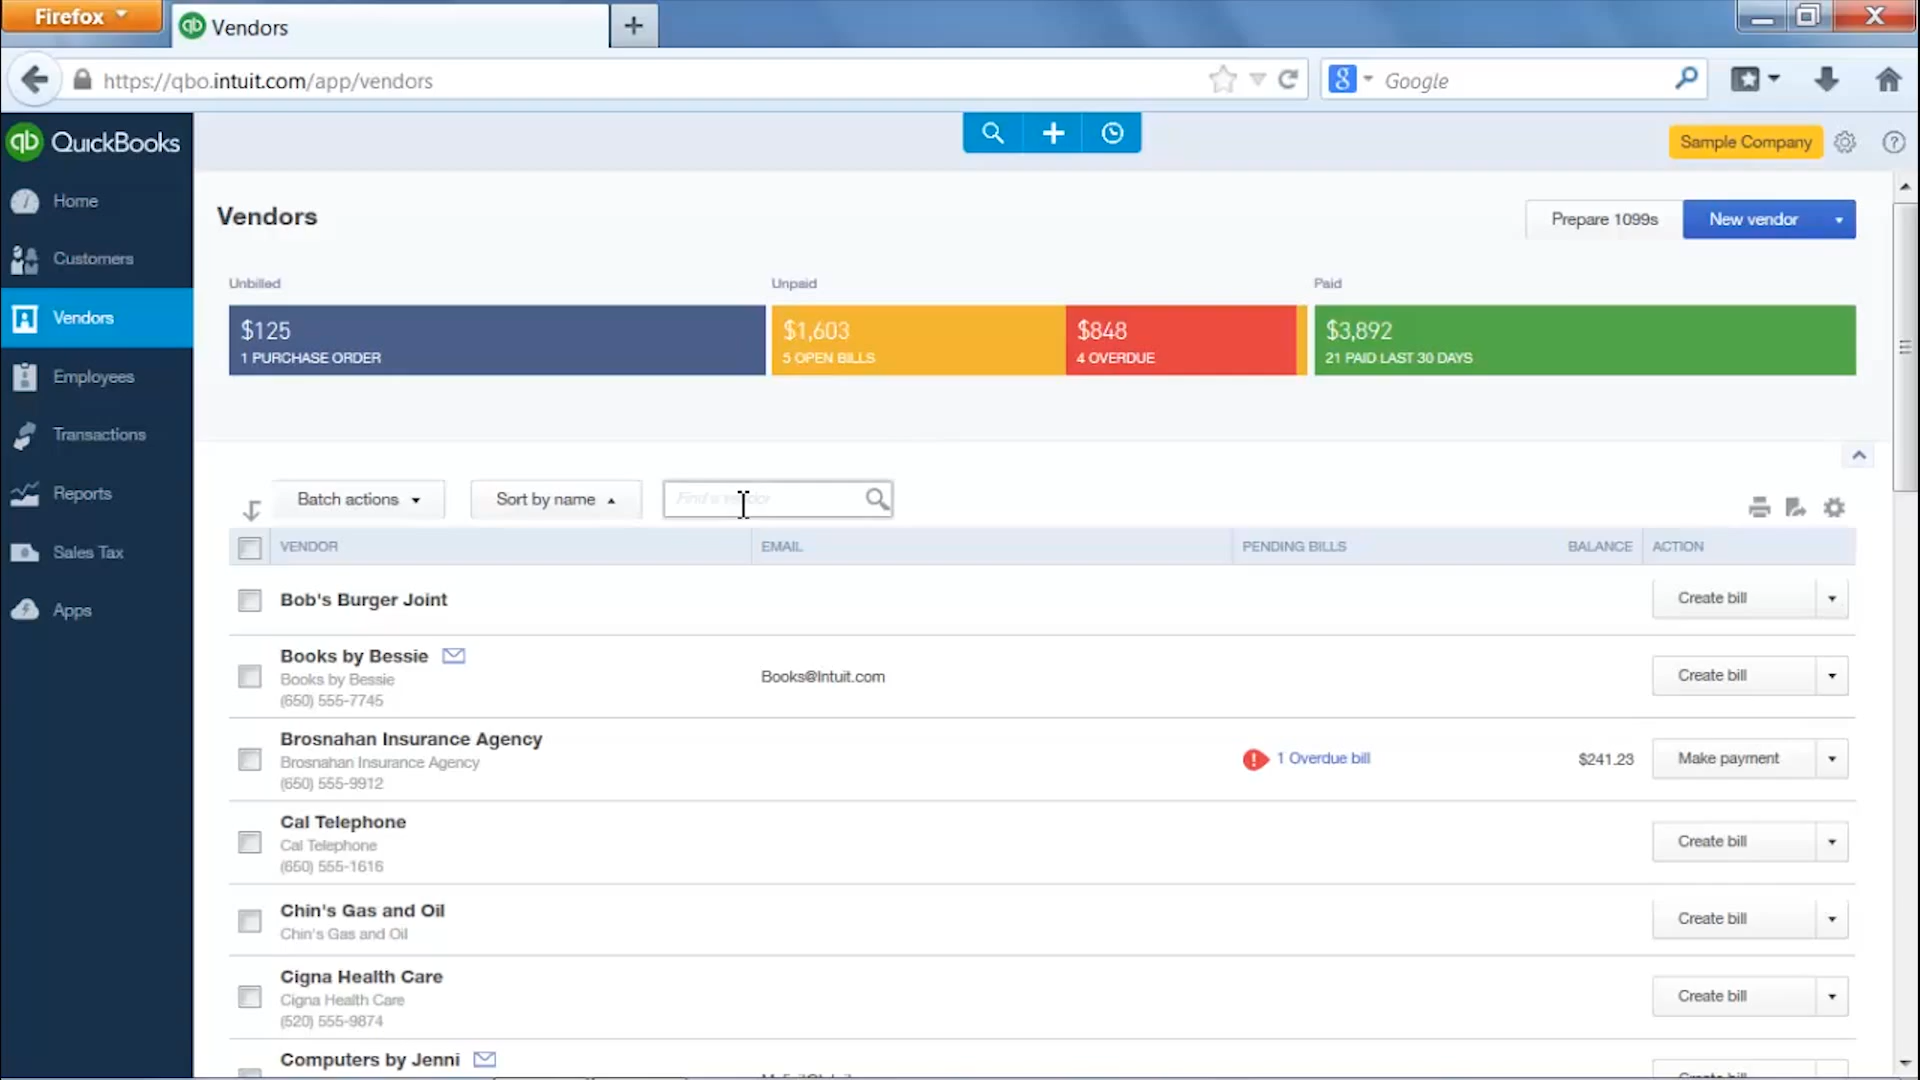 Firefox
Vendors
https://qbo.intuit.com/app/vendors
Google
QuickBooks
Sample Company
Home
Customers
Vendors
Employees
Transactions
Reports
Sales Tax
Apps
Vendors
Prepare 1099s
New vendor
Unbilled
Unpaid
Paid
$125
1 PURCHASE ORDER
$1,603
5 OPEN BILLS
$848
4 OVERDUE
$3,892
21 PAID LAST 30 DAYS
Batch actions
Sort by name
Find a vendor
VENDOR EMAIL PENDING BILLS BALANCE ACTION
Bob's Burger Joint
Create bill
Books by Bessie
Books by Bessie
(650) 555-7745
Books@Intuit.com
Create bill
Brosnahan Insurance Agency
Brosnahan Insurance Agency
(650) 555-9912
1 Overdue bill
$241.23
Make payment
Cal Telephone
Cal Telephone
(650) 555-1616
Create bill
Chin's Gas and Oil
Chin's Gas and Oil
Create bill
Cigna Health Care
Cigna Health Care
(520) 555-9874
Create bill
Computers by Jenni